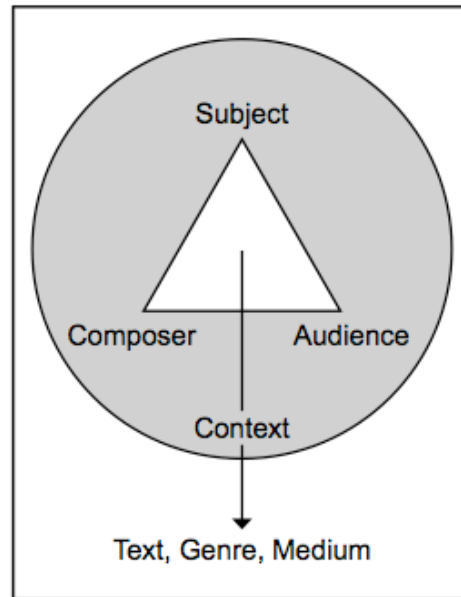 Subject
Composer Audience
Context
Text, Genre, Medium